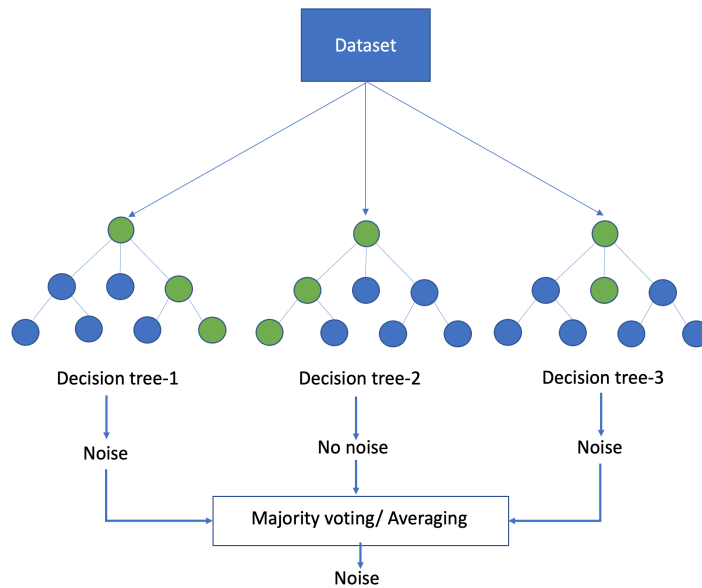 Dataset
Decision tree-1
Decision tree-2
Decision tree-3
Noise
No noise
Noise
Majority voting/ Averaging
Noise